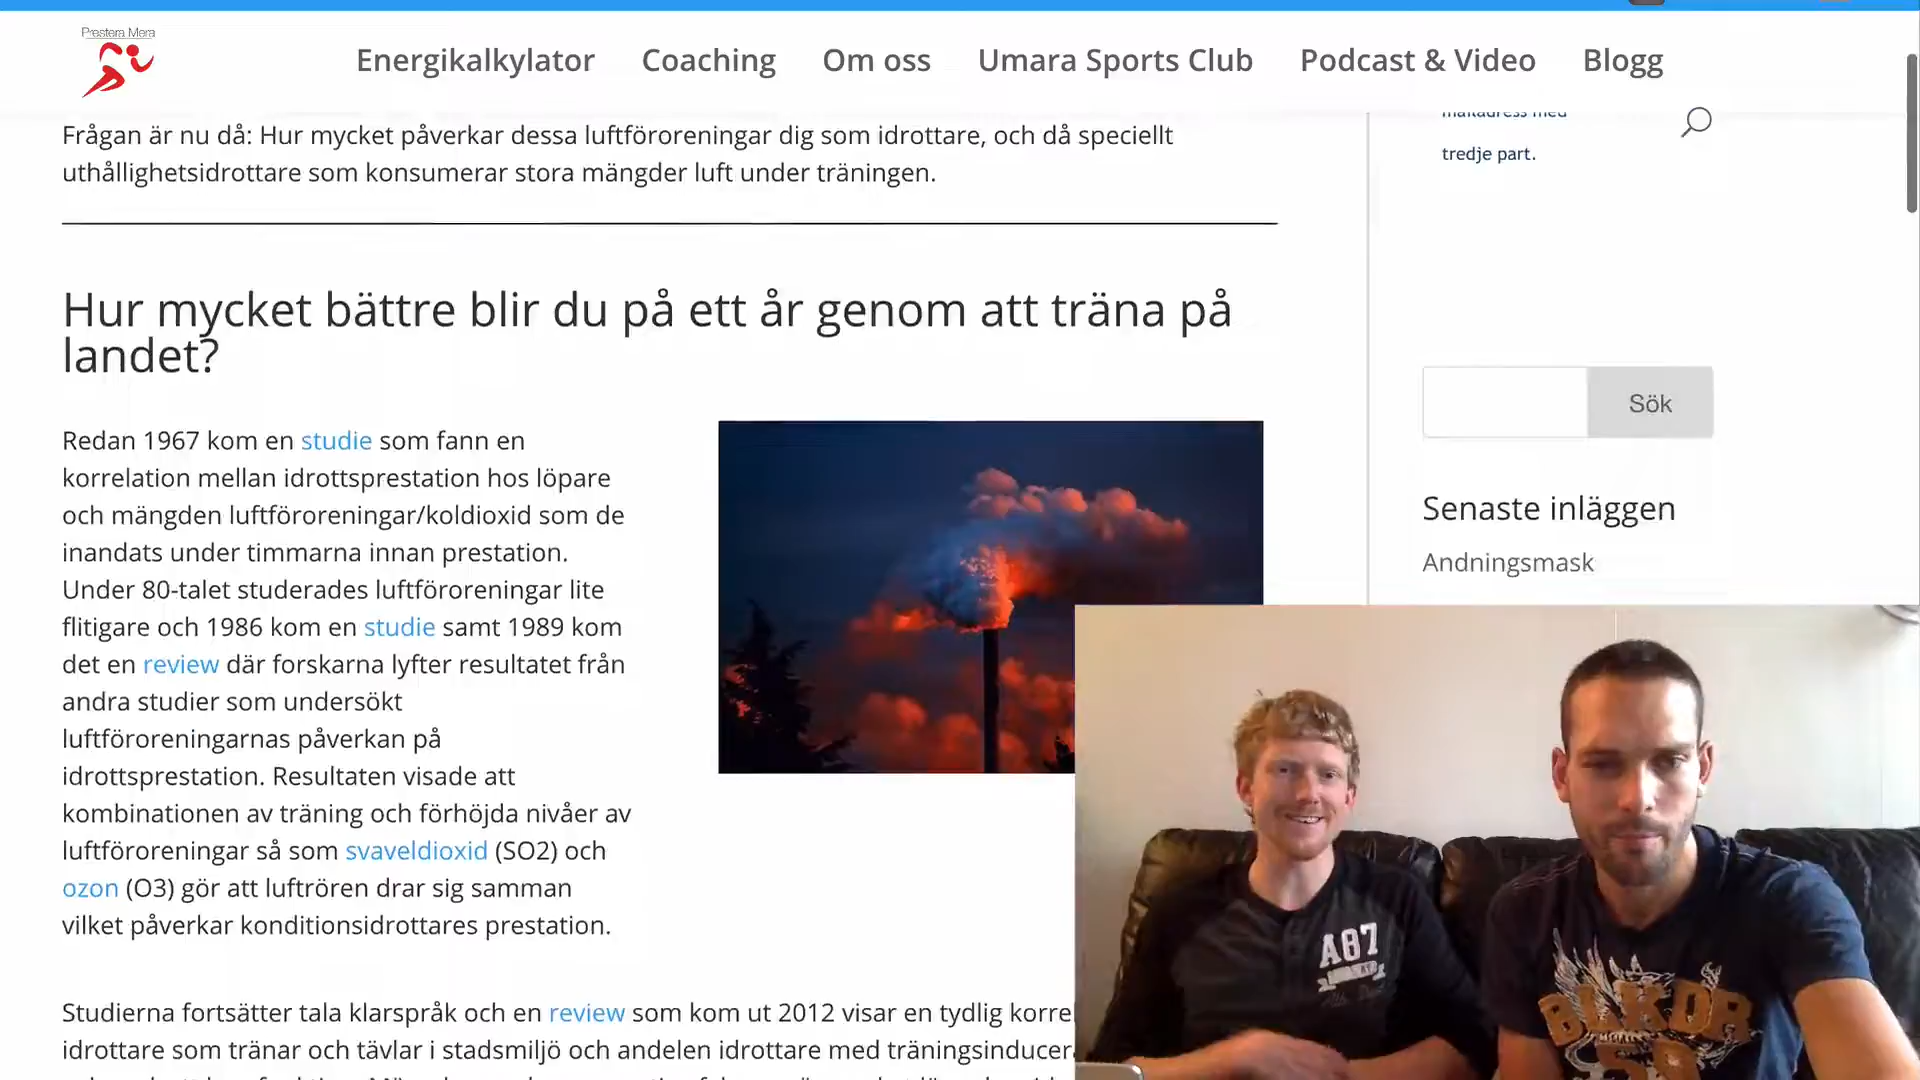 Prestera Mera
Energikalkylator
Coaching
Om oss
Umara Sports Club
Podcast & Video
Blogg
Frågan är nu då: Hur mycket påverkar dessa luftföroreningar dig som idrottare, och då speciellt
uthållighetsidrottare som konsumerar stora mängder luft under träningen.
mailadress med
tredje part.
Hur mycket bättre blir du på ett år genom att träna på
landet?
Redan 1967 kom en studie som fann en
korrelation mellan idrottsprestation hos löpare
och mängden luftföroreningar/koldioxid som de
inandats under timmarna innan prestation.
Under 80-talet studerades luftföroreningar lite
flitigare och 1986 kom en studie samt 1989 kom
det en review där forskarna lyfter resultatet från
andra studier som undersökt
luftföroreningarnas påverkan på
idrottsprestation. Resultaten visade att
kombinationen av träning och förhöjda nivåer av
luftföroreningar så som svaveldioxid (SO2) och
ozon (O3) gör att luftrören drar sig samman
vilket påverkar konditionsidrottares prestation.
Studierna fortsätter tala klarspråk och en review som kom ut 2012 visar en tydlig korre
idrottare som tränar och tävlar i stadsmiljö och andelen idrottare med träningsinducer
Sök
Senaste inläggen
Andningsmask
A87
BLKDR